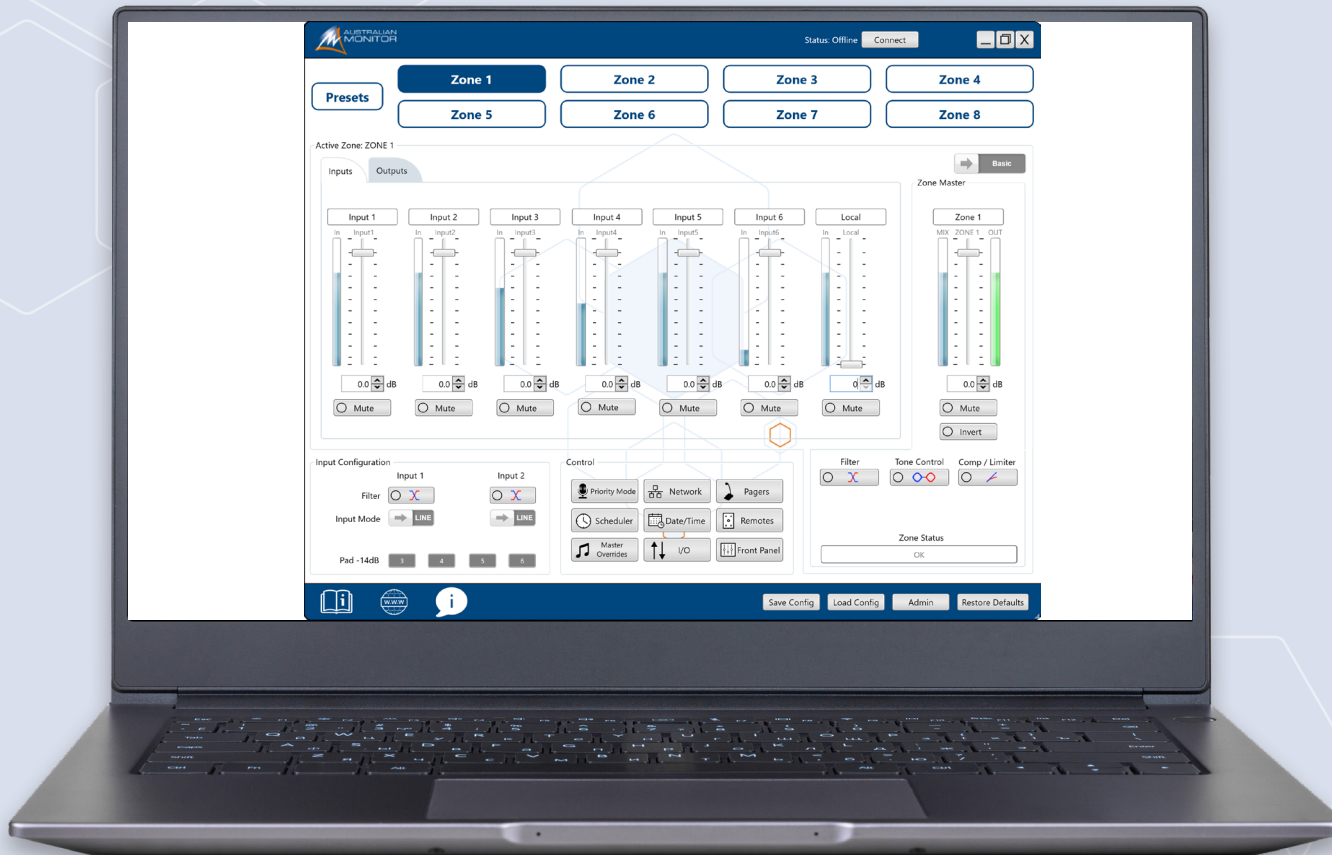 AUSTRALIAN
MONITOR
Status: Offline
Connect
X
Presets
Zone 1
Zone 2
Zone 3
Zone 4
Zone 5
Zone 6
Zone 7
Zone 8
Active Zone: ZONE 1
Basic
Inputs
Outputs
Zone Master
Input 1
Input 2
Input 3
Input 4
Input 5
Input 6
Local
Zone 1
In Input1
In Input2
In Input3
In Input4
In Input5
In Input6
In Local
MIX ZONE 1 OUT
0.0 dB
0.0 dB
0.0 dB
0.0 dB
0.0 dB
0.0 dB
0 dB
0.0 dB
Mute
Mute
Mute
Mute
Mute
Mute
Mute
Mute
Invert
Input Configuration
Input 1
Input 2
Filter
Input Mode
LINE
LINE
Pad -14dB
3
4
5
6
Control
Priority Mode
Network
Pagers
Scheduler
Date/Time
Remotes
Master
Overrides
I/O
Front Panel
Filter
Tone Control
Comp / Limiter
Zone Status
OK
i
www
i
Save Config
Load Config
Admin
Restore Defaults